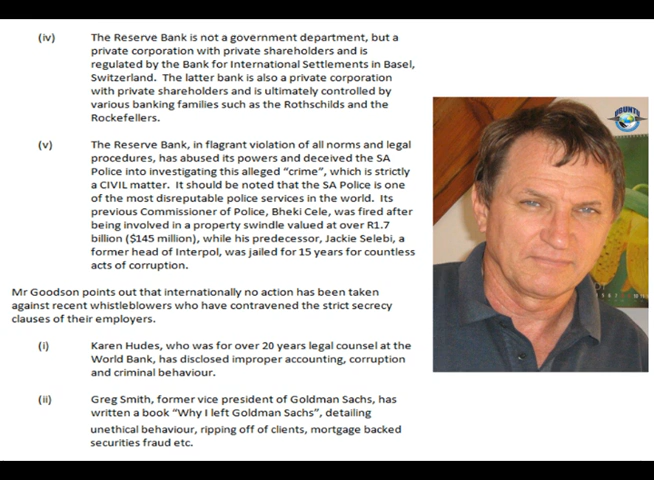 (iv) The Reserve Bank is not a government department, but a
private corporation with private shareholders and is
regulated by the Bank for International Settlements in Basel,
Switzerland. The latter bank is also a private corporation
with private shareholders and is ultimately controlled by
various banking families such as the Rothschilds and the
Rockefellers.
(v) The Reserve Bank, in flagrant violation of all norms and legal
procedures, has abused its powers and deceived the SA
Police into investigating this alleged “crime”, which is strictly
a CIVIL matter. It should be noted that the SA Police is one
of the most disreputable police services in the world. Its
previous Commissioner of Police, Bheki Cele, was fired after
being involved in a property swindle valued at over R1.7
billion ($145 million), while his predecessor, Jackie Selebi, a
former head of Interpol, was jailed for 15 years for countless
acts of corruption.
Mr Goodson points out that internationally no action has been taken
against recent whistleblowers who have contravened the strict secrecy
clauses of their employers.
(i) Karen Hudes, who was for over 20 years legal counsel at the
World Bank, has disclosed improper accounting, corruption
and criminal behaviour.
(ii) Greg Smith, former vice president of Goldman Sachs, has
written a book “Why I left Goldman Sachs”, detailing
unethical behaviour, ripping off of clients, mortgage backed
securities fraud etc.
UBUNTU